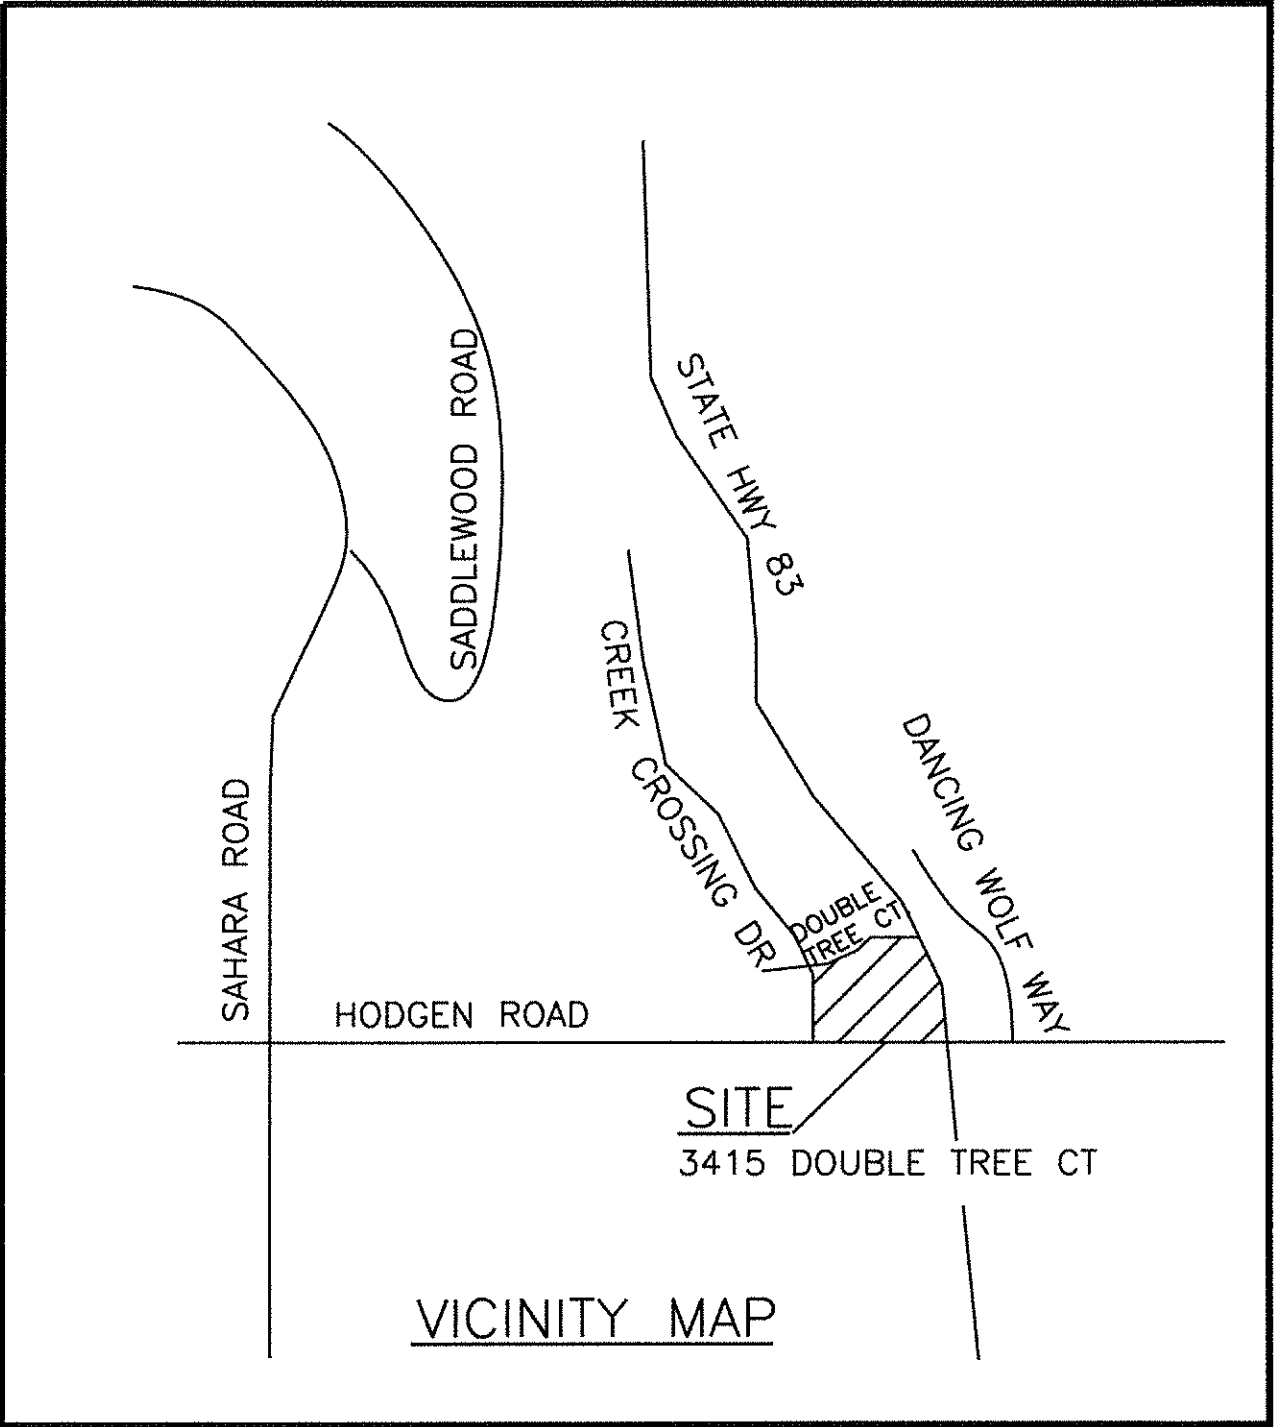 SADDLEWOOD ROAD
STATE HWY 83
CREEK CROSSING DR
DANCING WOLF WAY
SAHARA ROAD
DOUBLE
TREE CT
HODGEN ROAD
SITE
3415 DOUBLE TREE CT
VICINITY MAP